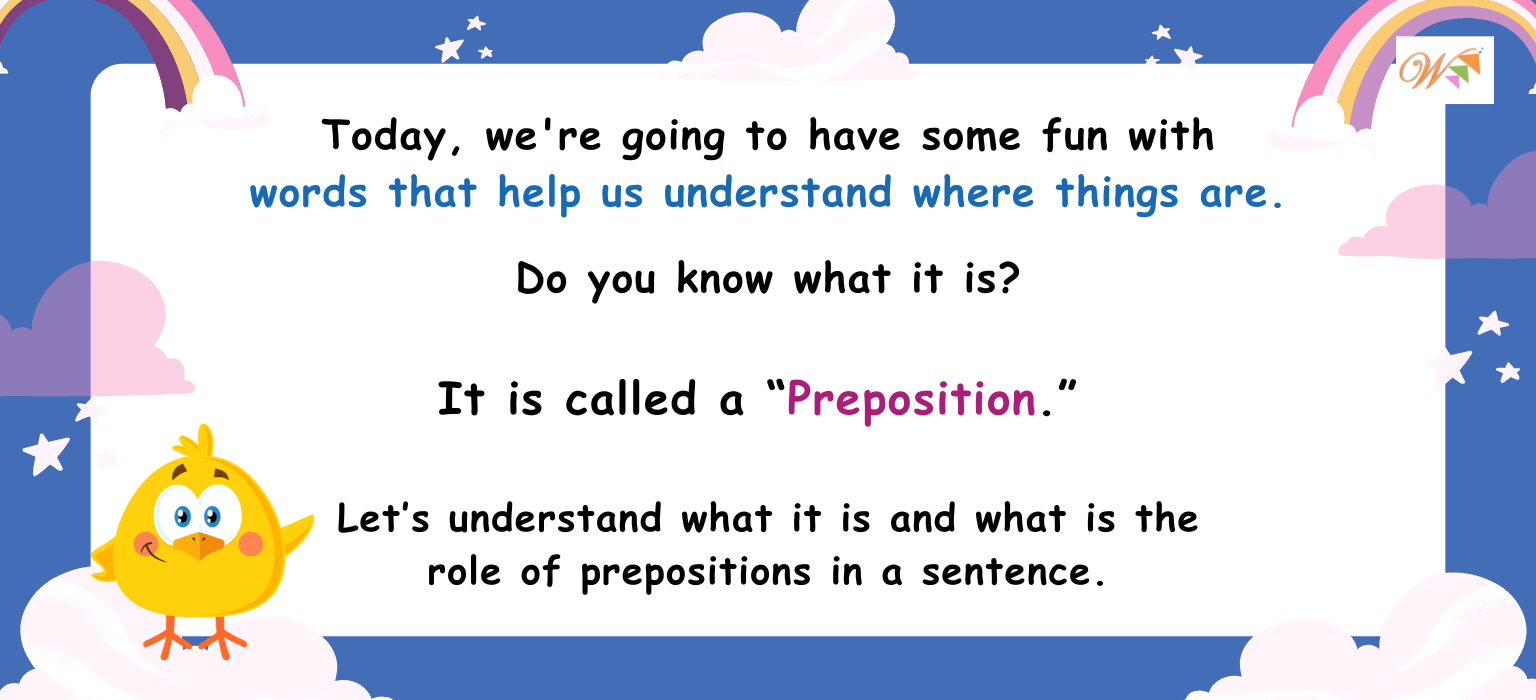 Today, we're going to have some fun with
words that help us understand where things are.
Do you know what it is?
It is called a “Preposition.”
Let’s understand what it is and what is the
role of prepositions in a sentence.
W